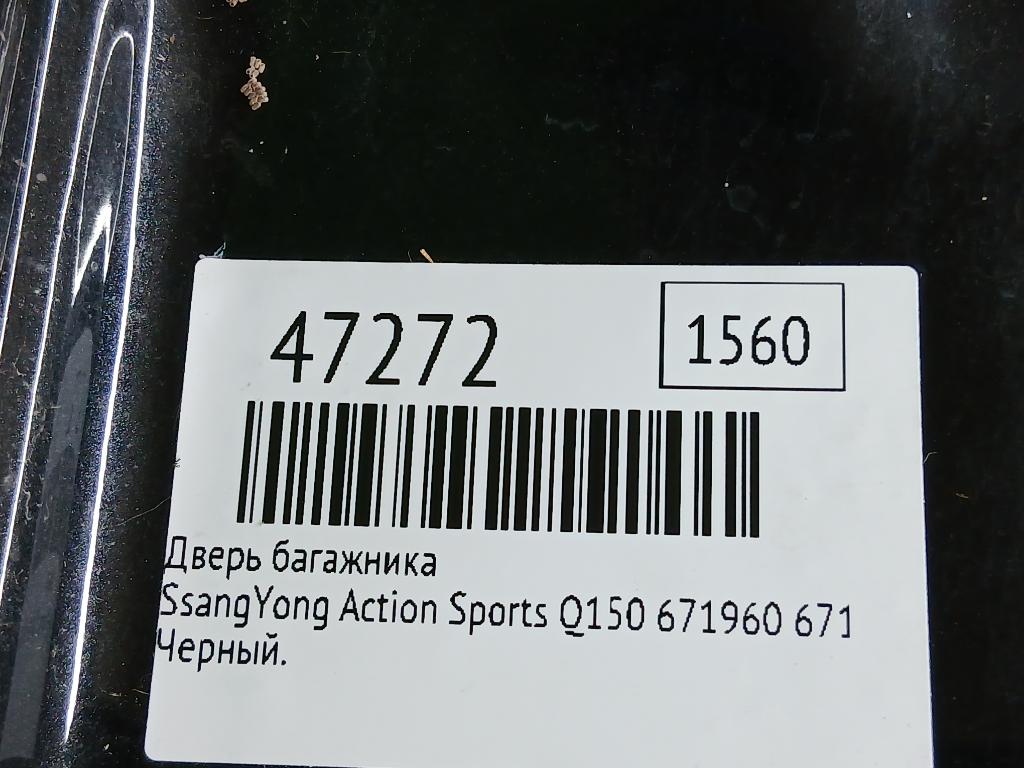 47272
1560
Дверь багажника
SsangYong Action Sports Q150 671960 671
Черный.